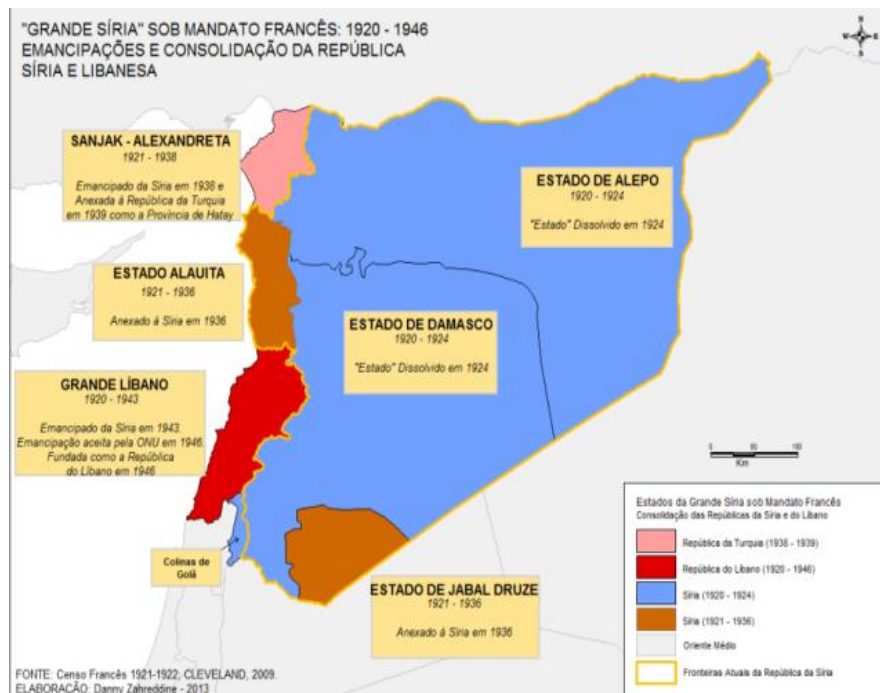 "GRANDE SÍRIA" SOB MANDATO FRANCÊS: 1920 - 1946
EMANCIPAÇÕES E CONSOLIDAÇÃO DA REPÚBLICA
SÍRIA E LIBANESA
N
W E
S
SANJAK - ALEXANDRETA
1921 - 1938
Emancipado da Síria em 1938 e
Anexada à República da Turquia
em 1939 como a Província de Hatay
ESTADO DE ALEPO
1920 - 1924
"Estado" Dissolvido em 1924
ESTADO ALAUITA
1921 - 1936
Anexado á Síria em 1936
ESTADO DE DAMASCO
1920 - 1924
"Estado" Dissolvido em 1924
GRANDE LÍBANO
1920 - 1943
Emancipado da Síria em 1943.
Emancipação aceita pela ONU em 1946.
Fundada como a República
do Líbano em 1946
Colinas de
Golã
ESTADO DE JABAL DRUZE
1921 - 1936
Anexado á Síria em 1936
0 50 100
Km
Estados da Grande Síria sob Mandato Francês
Consolidação das Repúblicas da Síria e do Líbano
República da Turquia (1938 - 1939)
República do Líbano (1920 - 1946)
Síria (1920 - 1924)
Síria (1921 - 1936)
Oriente Médio
Fronteiras Atuais da República da Síria
FONTE: Censo Francês 1921-1922; CLEVELAND, 2009.
ELABORAÇÃO: Danny Zahreddine - 2013